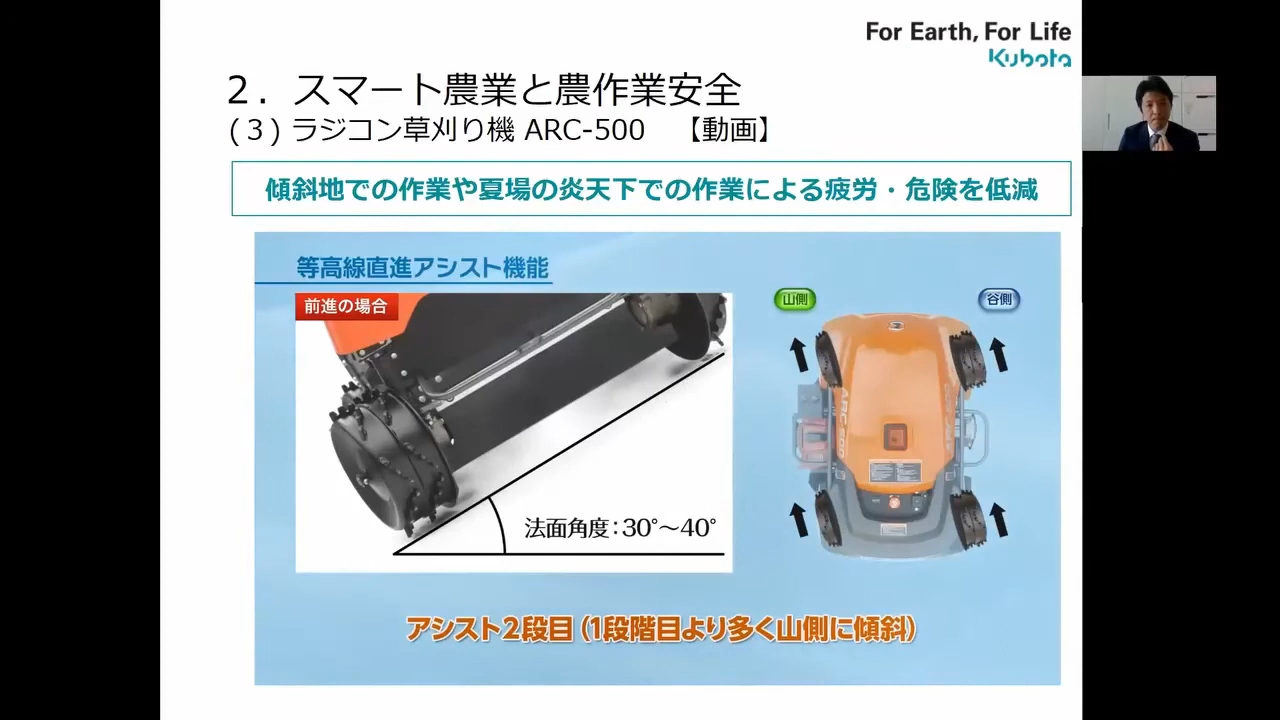 For Earth, For Life
Kubota
2．スマート農業と農作業安全
(３) ラジコン草刈り機 ARC-500　【動画】
傾斜地での作業や夏場の炎天下での作業による疲労・危険を低減
等高線直進アシスト機能
前進の場合
山側
谷側
ARC-500
法面角度：30°～40°
アシスト2段目（1段階目より多く山側に傾斜）